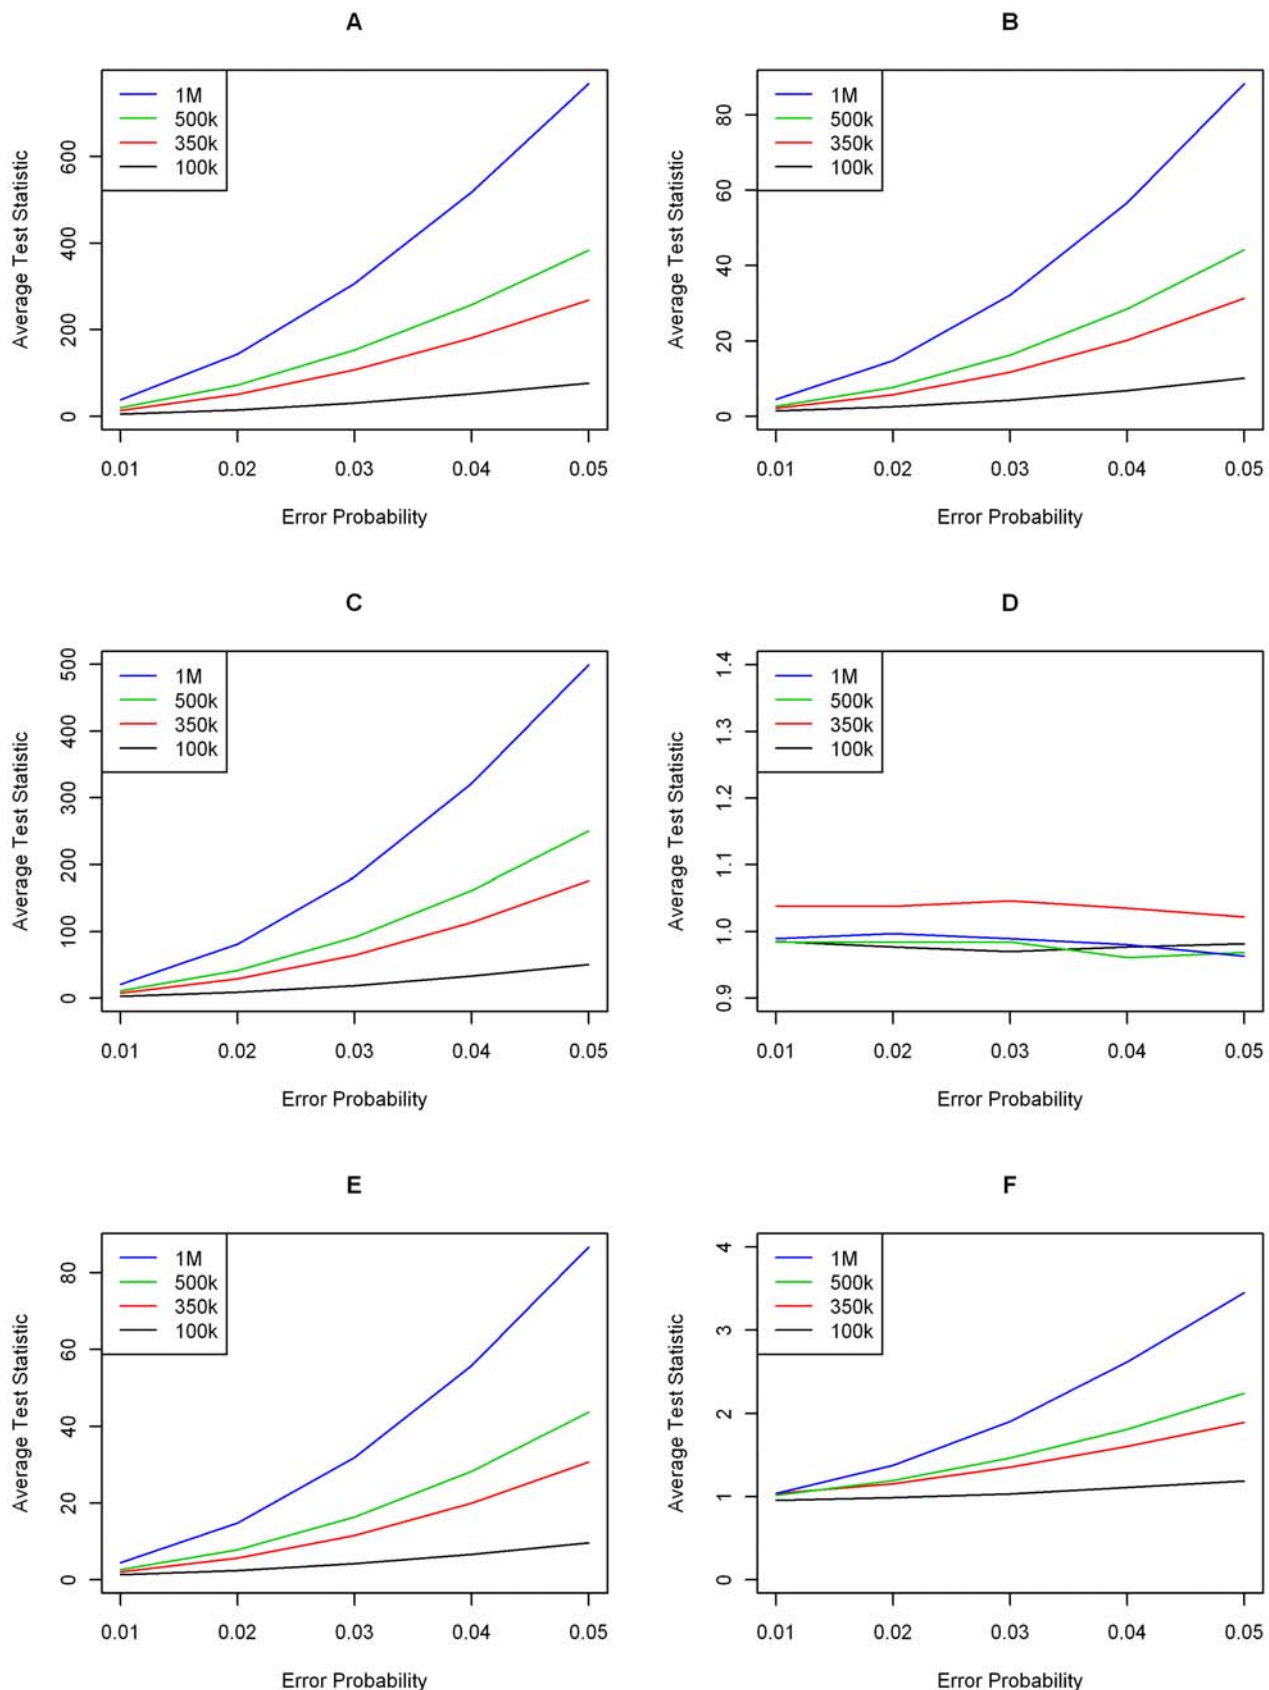 A
1M
500k
350k
100k
Average Test Statistic
0 200 400 600
0.01 0.02 0.03 0.04 0.05
Error Probability
B
1M
500k
350k
100k
Average Test Statistic
0 20 40 60 80
0.01 0.02 0.03 0.04 0.05
Error Probability
C
1M
500k
350k
100k
Average Test Statistic
0 100 200 300 400 500
0.01 0.02 0.03 0.04 0.05
Error Probability
D
1M
500k
350k
100k
Average Test Statistic
0.9 1.0 1.1 1.2 1.3 1.4
0.01 0.02 0.03 0.04 0.05
Error Probability
E
1M
500k
350k
100k
Average Test Statistic
0 20 40 60 80
0.01 0.02 0.03 0.04 0.05
Error Probability
F
1M
500k
350k
100k
Average Test Statistic
0 1 2 3 4
0.01 0.02 0.03 0.04 0.05
Error Probability